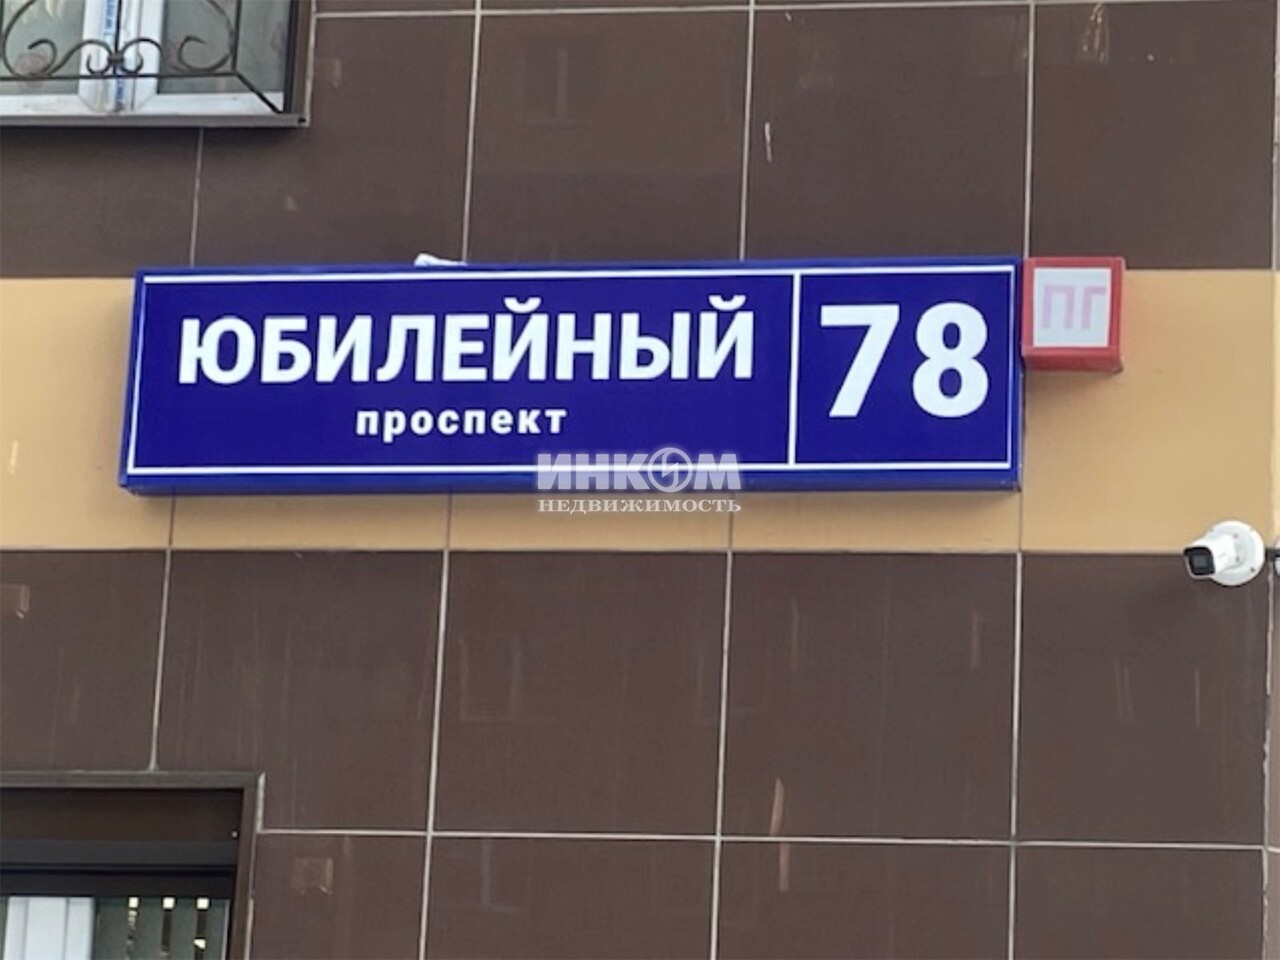 ЮБИЛЕЙНЫЙ
проспект
78
ПГ
ИНКОМ
НЕДВИЖИМОСТЬ